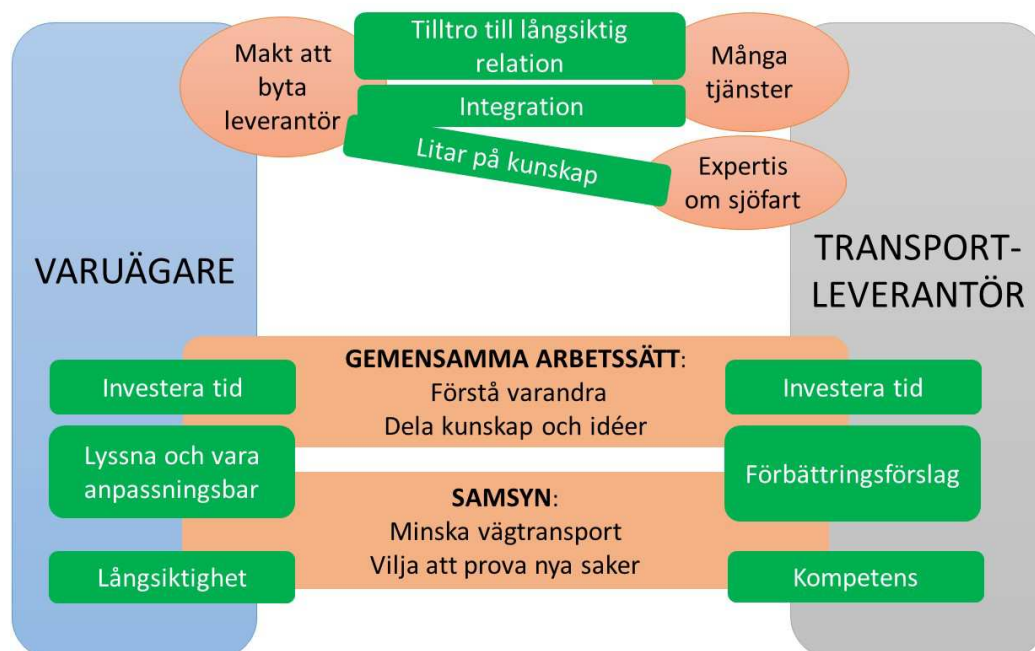 Makt att
byta
leverantör
Tilltro till långsiktig
relation
Integration
Litar på kunskap
Många
tjänster
Expertis
om sjöfart
VARUÄGARE
TRANSPORT-
LEVERANTÖR
GEMENSAMMA ARBETSSÄTT:
Förstå varandra
Dela kunskap och idéer
Investera tid
Investera tid
Lyssna och vara
anpassningsbar
Förbättringsförslag
SAMSYN:
Minska vägtransport
Vilja att prova nya saker
Långsiktighet
Kompetens